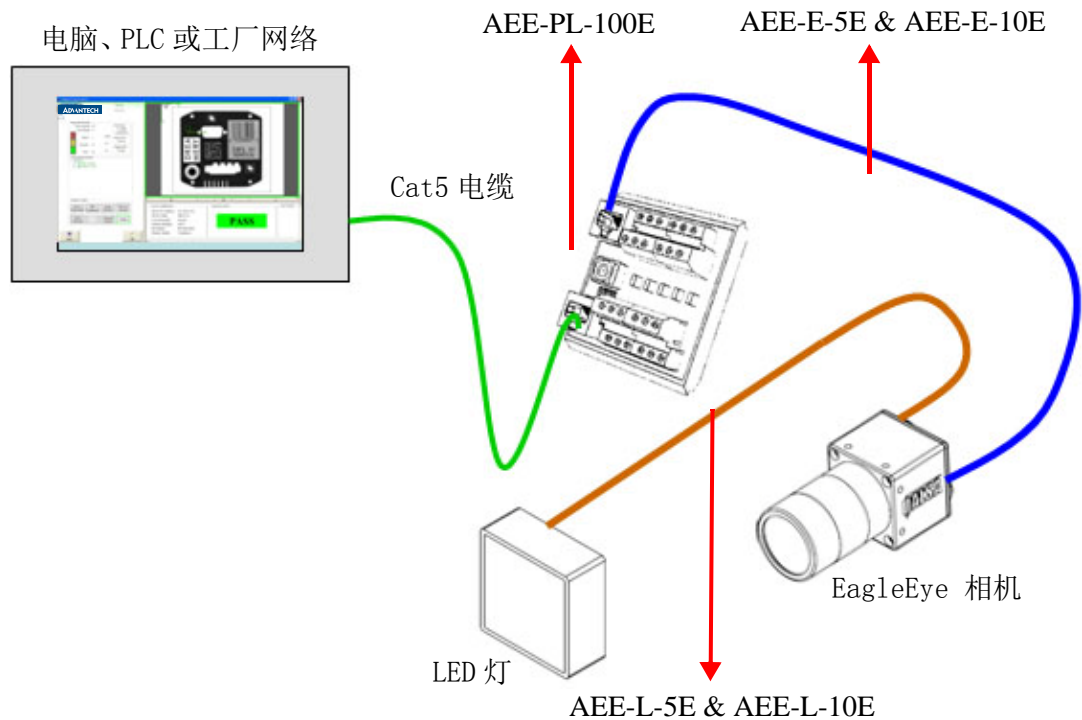 AEE-PL-100E
AEE-E-5E & AEE-E-10E
电脑、PLC 或工厂网络
ADVANTECH
PASS
Cat5 电缆
EagleEye 相机
LED 灯
AEE-L-5E & AEE-L-10E